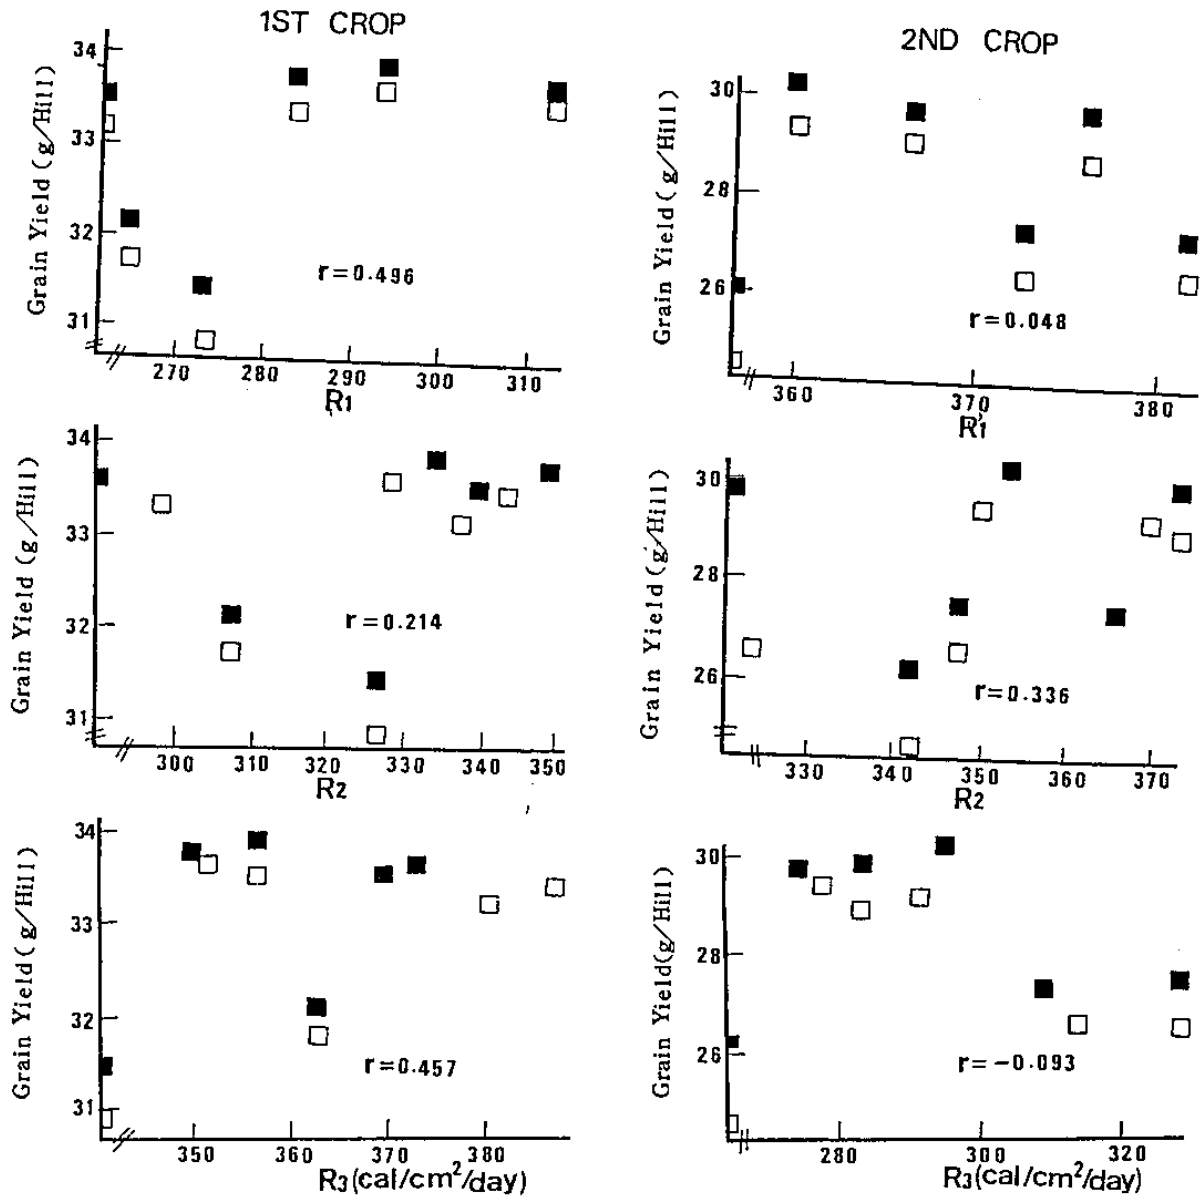 1ST CROP
2ND CROP
Grain Yield (g/Hill)
34
33
32
31
r=0.496
270 280 290 300 310
R1
Grain Yield (g/Hill)
30
28
26
r=0.048
360 370 380
R1
Grain Yield (g/Hill)
34
33
32
31
r=0.214
300 310 320 330 340 350
R2
Grain Yield (g/Hill)
30
28
26
r=0.336
330 340 350 360 370
R2
Grain Yield (g/Hill)
34
33
32
31
r=0.457
350 360 370 380
R3(cal/cm²/day)
Grain Yield(g/Hill)
30
28
26
r=-0.093
280 300 320
R3(cal/cm²/day)